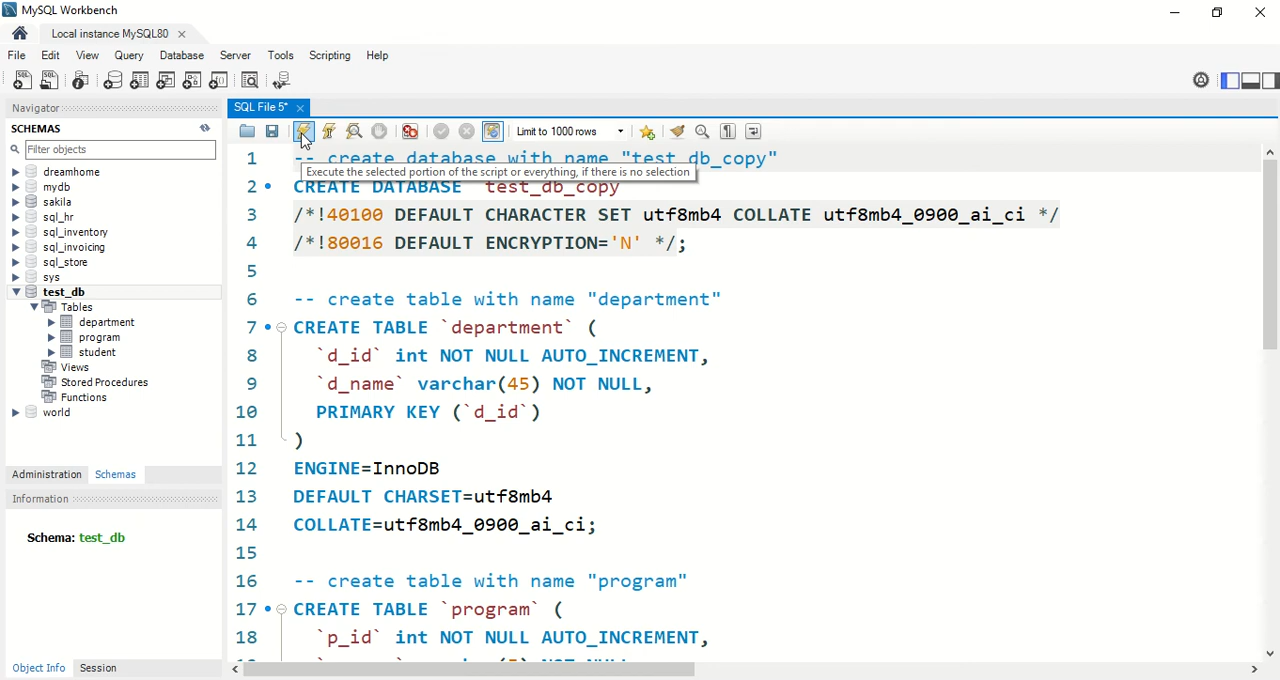 MySQL Workbench
Local instance MySQL80
File Edit View Query Database Server Tools Scripting Help
Navigator
SCHEMAS
Filter objects
dreamhome
mydb
sakila
sql_hr
sql_inventory
sql_invoicing
sql_store
sys
test_db
Tables
department
program
student
Views
Stored Procedures
Functions
world
Administration Schemas
Information
Schema: test_db
Object Info Session
SQL File 5*
Limit to 1000 rows
1 -- create database with name "test_db_copy"
Execute the selected portion of the script or everything, if there is no selection
2 CREATE DATABASE test_db_copy
3 /*!40100 DEFAULT CHARACTER SET utf8mb4 COLLATE utf8mb4_0900_ai_ci */
4 /*!80016 DEFAULT ENCRYPTION='N' */;
5
6 -- create table with name "department"
7 CREATE TABLE `department` (
8 `d_id` int NOT NULL AUTO_INCREMENT,
9 `d_name` varchar(45) NOT NULL,
10 PRIMARY KEY (`d_id`)
11 )
12 ENGINE=InnoDB
13 DEFAULT CHARSET=utf8mb4
14 COLLATE=utf8mb4_0900_ai_ci;
15
16 -- create table with name "program"
17 CREATE TABLE `program` (
18 `p_id` int NOT NULL AUTO_INCREMENT,